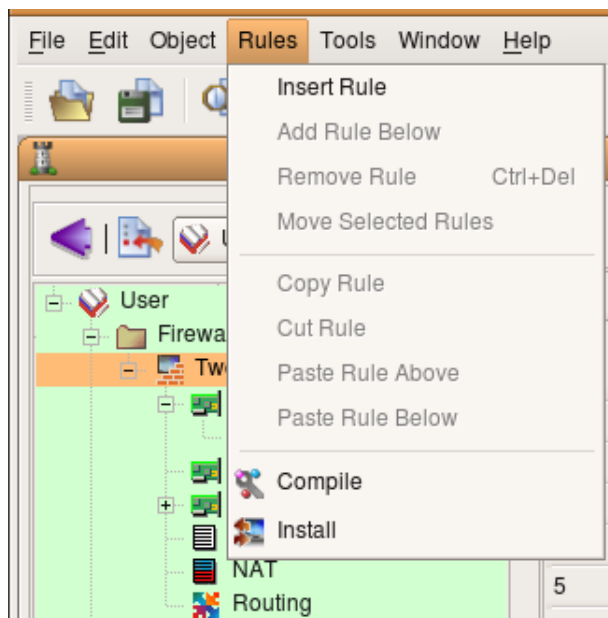 File Edit Object Rules Tools Window Help
Insert Rule
Add Rule Below
Remove Rule Ctrl+Del
Move Selected Rules
Copy Rule
Cut Rule
Paste Rule Above
Paste Rule Below
Compile
Install
User
NAT
Routing
5